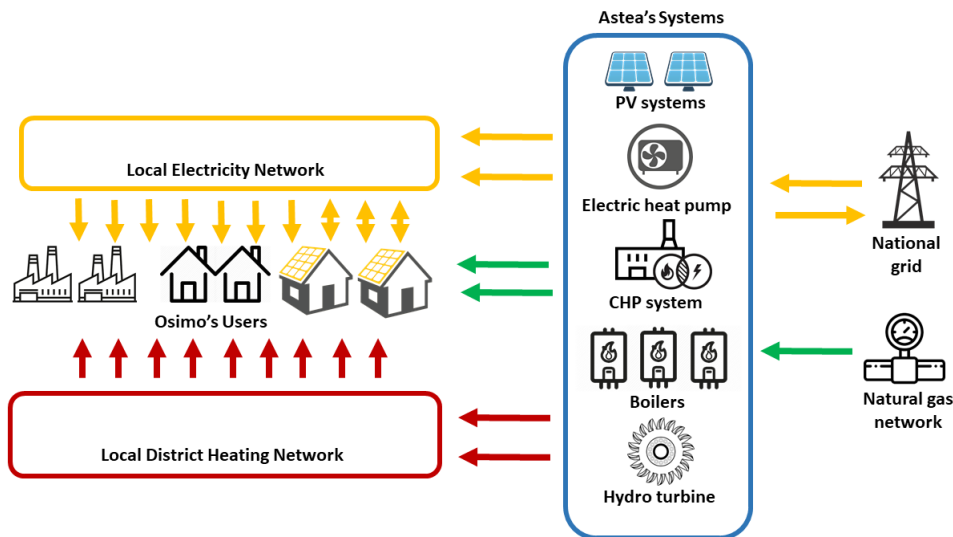 Astea's Systems
PV systems
Local Electricity Network
Electric heat pump
National
grid
CHP system
Osimo's Users
Boilers
Natural gas
network
Local District Heating Network
Hydro turbine